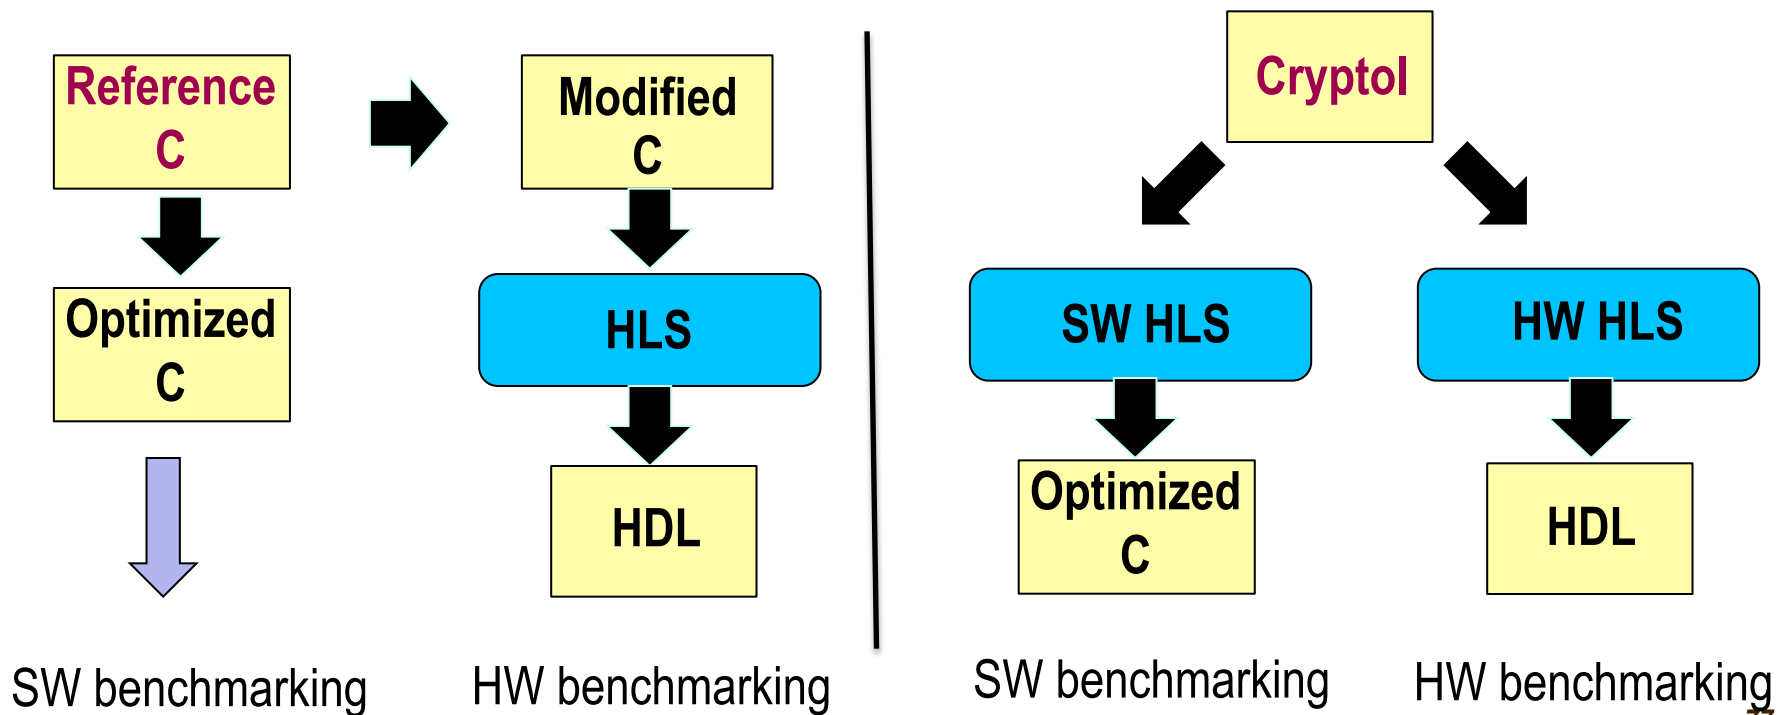 Reference
C
Modified
C
Optimized
C
HLS
HDL
SW benchmarking
HW benchmarking
Cryptol
SW HLS
HW HLS
Optimized
C
HDL
SW benchmarking
HW benchmarking